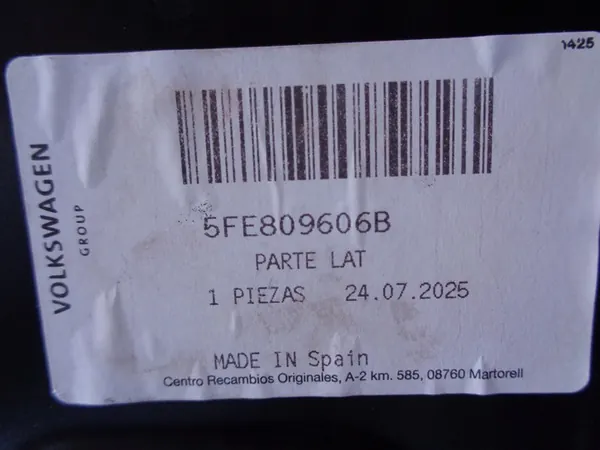 1425
VOLKSWAGEN
GROUP
5FE809606B
PARTE LAT
1 PIEZAS 24.07.2025
MADE IN Spain
Centro Recambios Originales, A-2 km. 585, 08760 Martorell